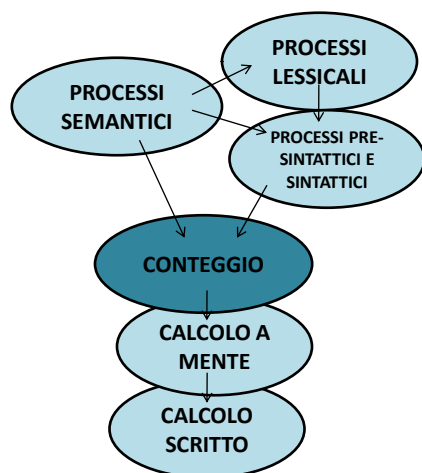 PROCESSI
LESSICALI
PROCESSI
SEMANTICI
PROCESSI PRE-
SINTATTICI E
SINTATTICI
CONTEGGIO
CALCOLO A
MENTE
CALCOLO
SCRITTO